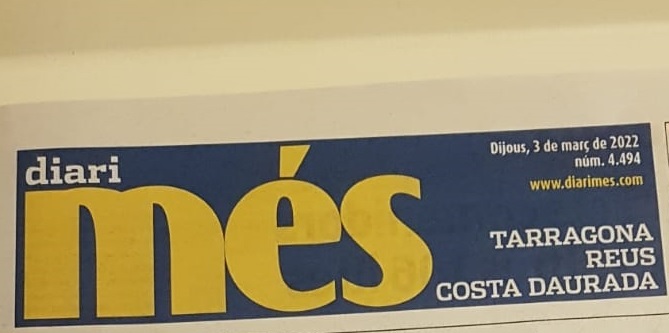 diari
més
Dijous, 3 de març de 2022
núm. 4.494
www.diarimes.com
TARRAGONA
REUS
COSTA DAURADA